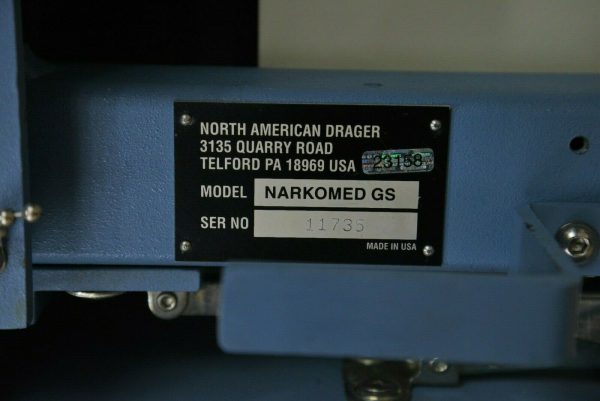 NORTH AMERICAN DRAGER
3135 QUARRY ROAD
TELFORD PA 18969 USA 23158
MODEL NARKOMED GS
SER NO 11735
MADE IN USA